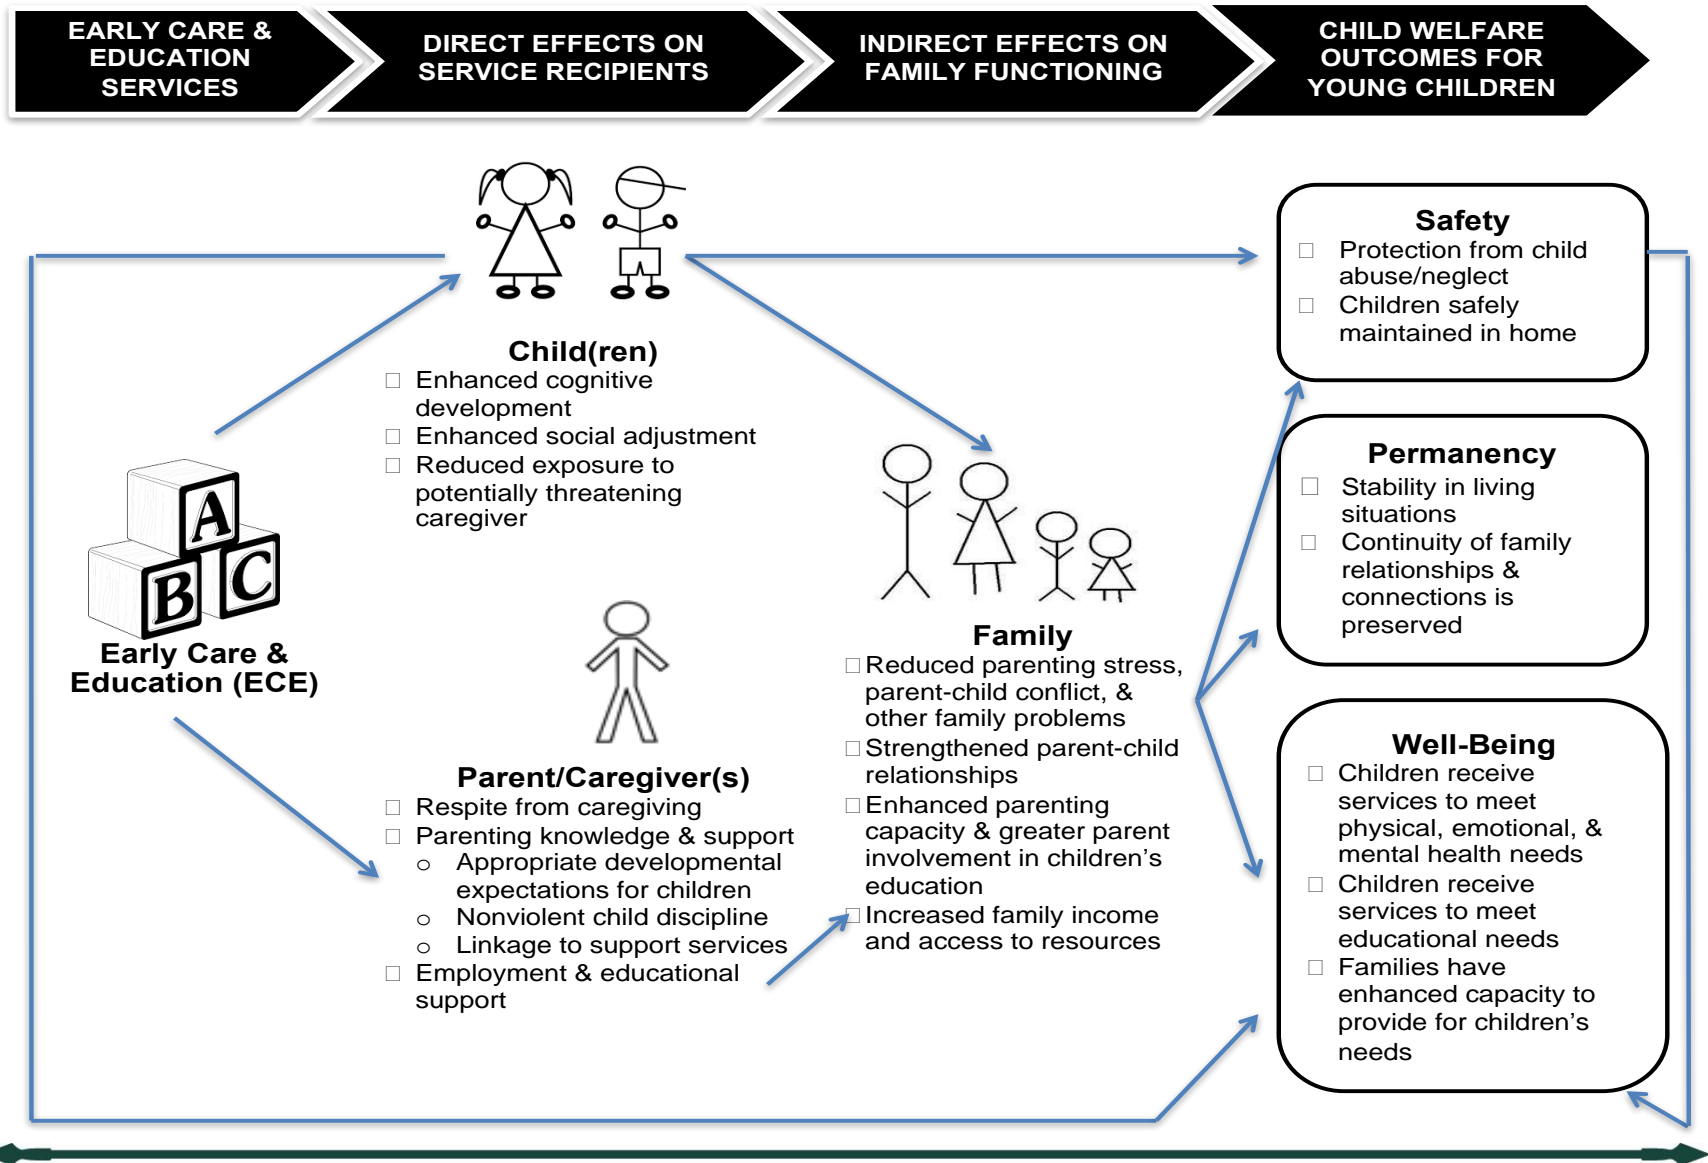 EARLY CARE &
EDUCATION
SERVICES
DIRECT EFFECTS ON
SERVICE RECIPIENTS
INDIRECT EFFECTS ON
FAMILY FUNCTIONING
CHILD WELFARE
OUTCOMES FOR
YOUNG CHILDREN
Child(ren)
Enhanced cognitive
development
Enhanced social adjustment
Reduced exposure to
potentially threatening
caregiver
A
B
C
Early Care &
Education (ECE)
Parent/Caregiver(s)
Respite from caregiving
Parenting knowledge & support
o Appropriate developmental
expectations for children
o Nonviolent child discipline
o Linkage to support services
Employment & educational
support
Family
Reduced parenting stress,
parent-child conflict, &
other family problems
Strengthened parent-child
relationships
Enhanced parenting
capacity & greater parent
involvement in children’s
education
Increased family income
and access to resources
Safety
Protection from child
abuse/neglect
Children safely
maintained in home
Permanency
Stability in living
situations
Continuity of family
relationships &
connections is
preserved
Well-Being
Children receive
services to meet
physical, emotional, &
mental health needs
Children receive
services to meet
educational needs
Families have
enhanced capacity to
provide for children’s
needs